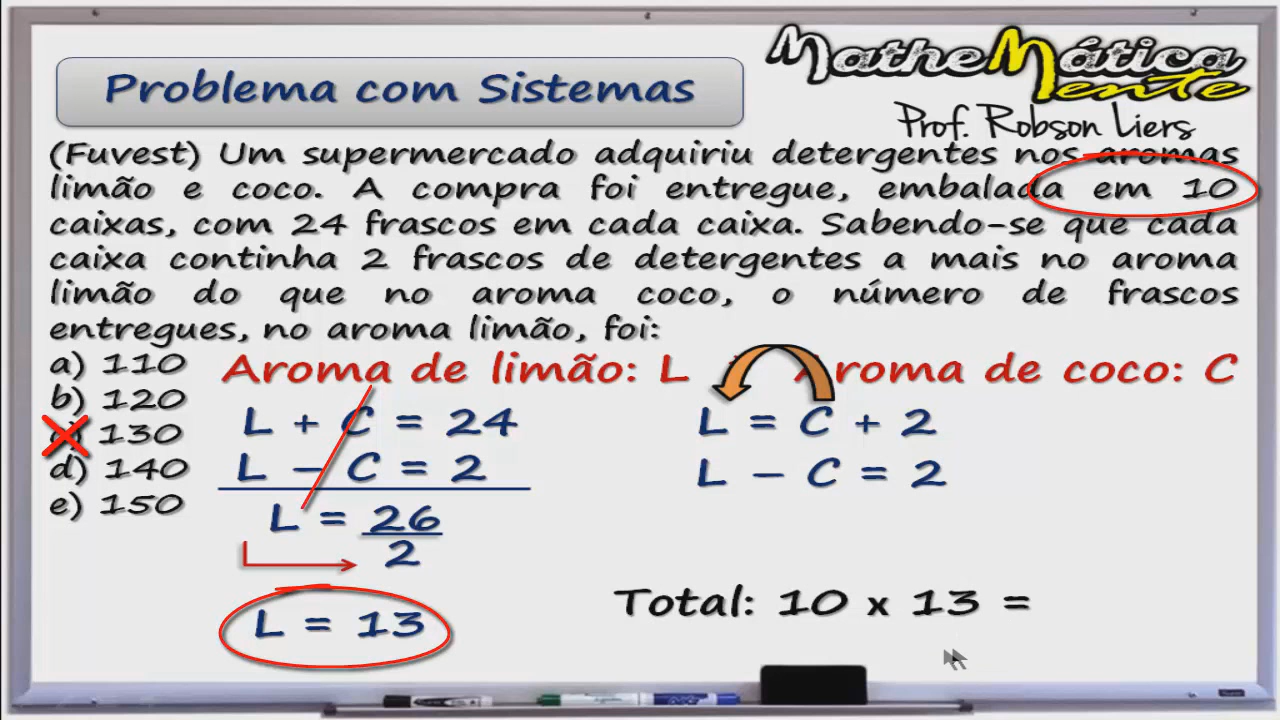 Problema com Sistemas
MatheMática
Mente
Prof. Robson Liers
(Fuvest) Um supermercado adquiriu detergentes nos aromas
limão e coco. A compra foi entregue, embalada em 10
caixas, com 24 frascos em cada caixa. Sabendo-se que cada
caixa continha 2 frascos de detergentes a mais no aroma
limão do que no aroma coco, o número de frascos
entregues, no aroma limão, foi:
a) 110
b) 120
c) 130
d) 140
e) 150
Aroma de limão: L
Aroma de coco: C
L + C = 24
L – C = 2
L = 26
2
L = 13
L = C + 2
L – C = 2
Total: 10 x 13 =